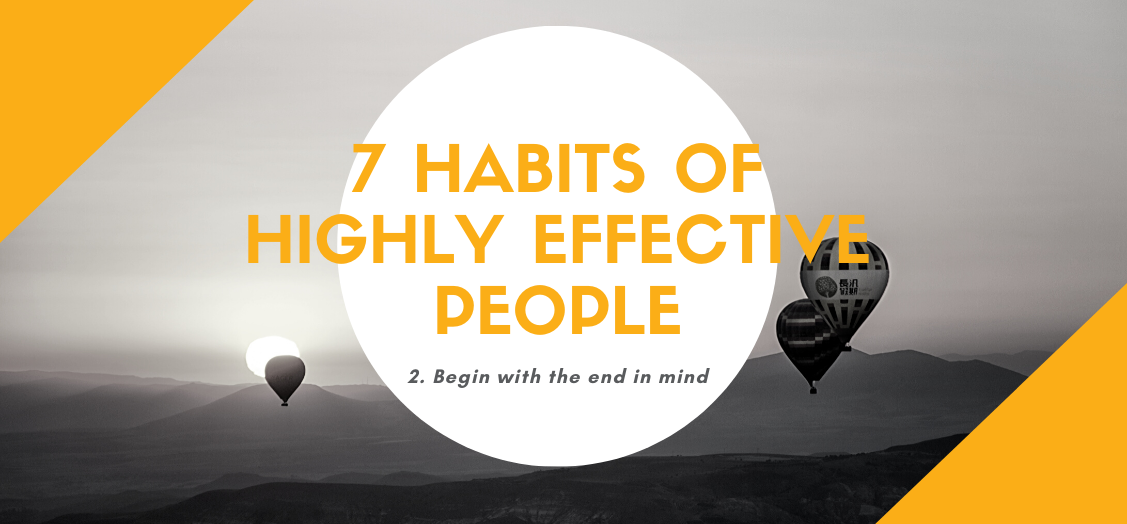 7 HABITS OF
HIGHLY EFFECTIVE
PEOPLE
2. Begin with the end in mind